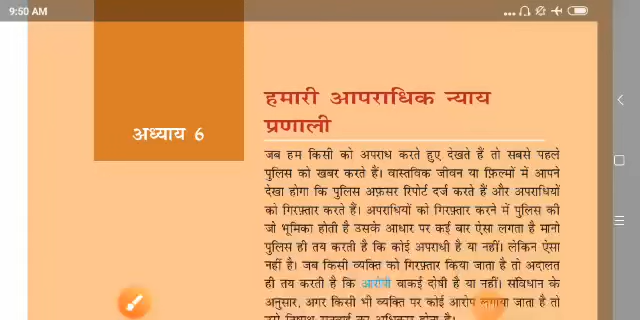 9:50 AM
अध्याय 6
हमारी आपराधिक न्याय
प्रणाली
जब हम किसी को अपराध करते हुए देखते हैं तो सबसे पहले
पुलिस को खबर करते हैं। वास्तविक जीवन या फ़िल्मों में आपने
देखा होगा कि पुलिस अफ़सर रिपोर्ट दर्ज करते हैं और अपराधियों
को गिरफ़्तार करते हैं। अपराधियों को गिरफ़्तार करने में पुलिस की
जो भूमिका होती है उसके आधार पर कई बार ऐसा लगता है मानो
पुलिस ही तय करती है कि कोई अपराधी है या नहीं। लेकिन ऐसा
नहीं है। जब किसी व्यक्ति को गिरफ़्तार किया जाता है तो अदालत
ही तय करती है कि आरोपी वाकई दोषी है या नहीं। संविधान के
अनुसार, अगर किसी भी व्यक्ति पर कोई आरोप लगाया जाता है तो
का अधिकार होता है।